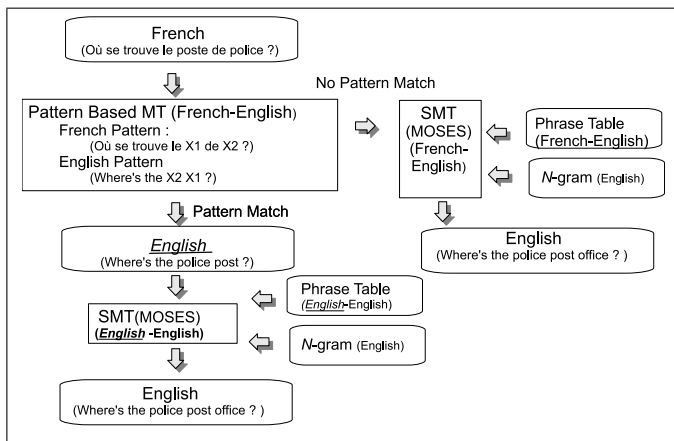 French
(Où se trouve le poste de police ?)
No Pattern Match
Pattern Based MT (French-English)
French Pattern :
(Où se trouve le X1 de X2 ?)
English Pattern
(Where's the X2 X1 ?)
SMT
(MOSES)
(French-
English)
Phrase Table
(French-English)
N-gram (English)
Pattern Match
English
(Where's the police post ?)
English
(Where's the police post office ? )
SMT(MOSES)
(English -English)
Phrase Table
(English-English)
N-gram (English)
English
(Where's the police post office ? )